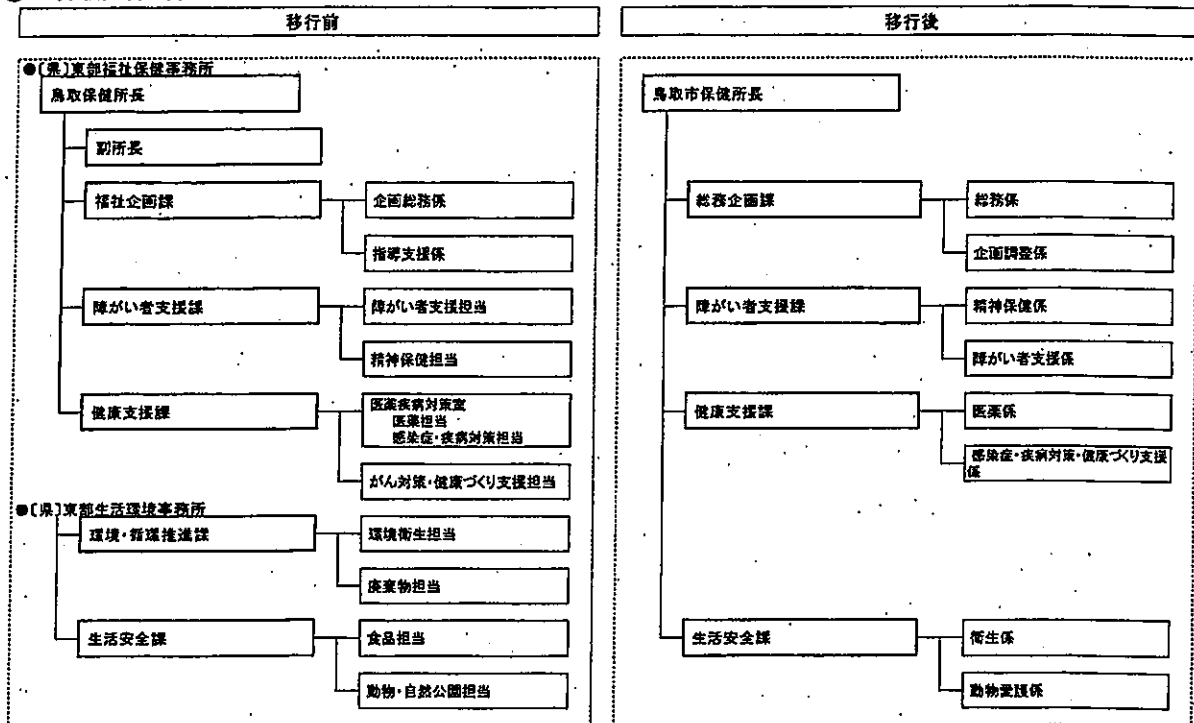 移行前
●〔県〕東部福祉保健事務所
鳥取保健所長
副所長
福祉企画課
企画総務係
指導支援係
障がい者支援課
障がい者支援担当
精神保健担当
健康支援課
医薬疾病対策室
医薬担当
感染症・疾病対策担当
がん対策・健康づくり支援担当
●〔県〕東部生活環境事務所
環境・循環推進課
環境衛生担当
廃棄物担当
生活安全課
食品担当
動物・自然公園担当
移行後
鳥取市保健所長
総務企画課
総務係
企画調整係
障がい者支援課
精神保健係
障がい者支援係
健康支援課
医薬係
感染症・疾病対策・健康づくり支援
係
生活安全課
衛生係
動物愛護係